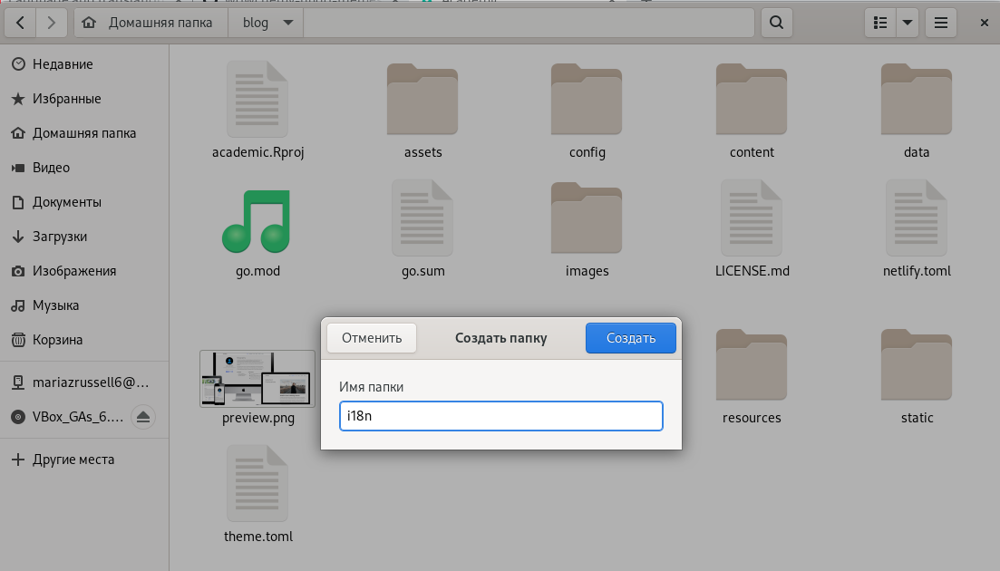 Домашняя папка blog
Недавние
Избранные
Домашняя папка
Видео
Документы
Загрузки
Изображения
Музыка
Корзина
mariazrussell6@...
VBox_GAs_6....
Другие места
academic.Rproj assets config content data
go.mod go.sum images LICENSE.md netlify.toml
preview.png resources static
theme.toml
Отменить Создать папку Создать
Имя папки
i18n